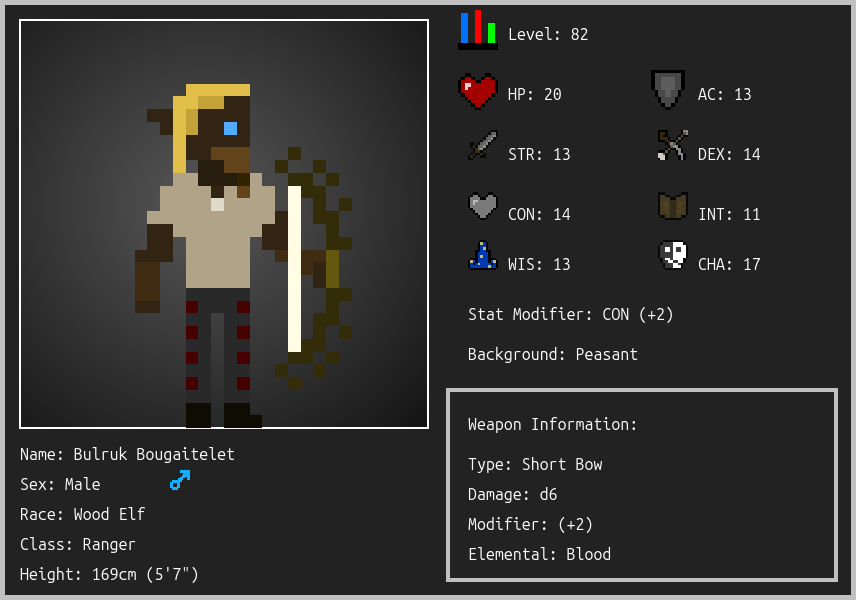 Level: 82
HP: 20
AC: 13
STR: 13
DEX: 14
CON: 14
INT: 11
WIS: 13
CHA: 17
Stat Modifier: CON (+2)
Background: Peasant
Weapon Information:
Type: Short Bow
Damage: d6
Modifier: (+2)
Elemental: Blood
Name: Bulruk Bougaitelet
Sex: Male
Race: Wood Elf
Class: Ranger
Height: 169cm (5'7")